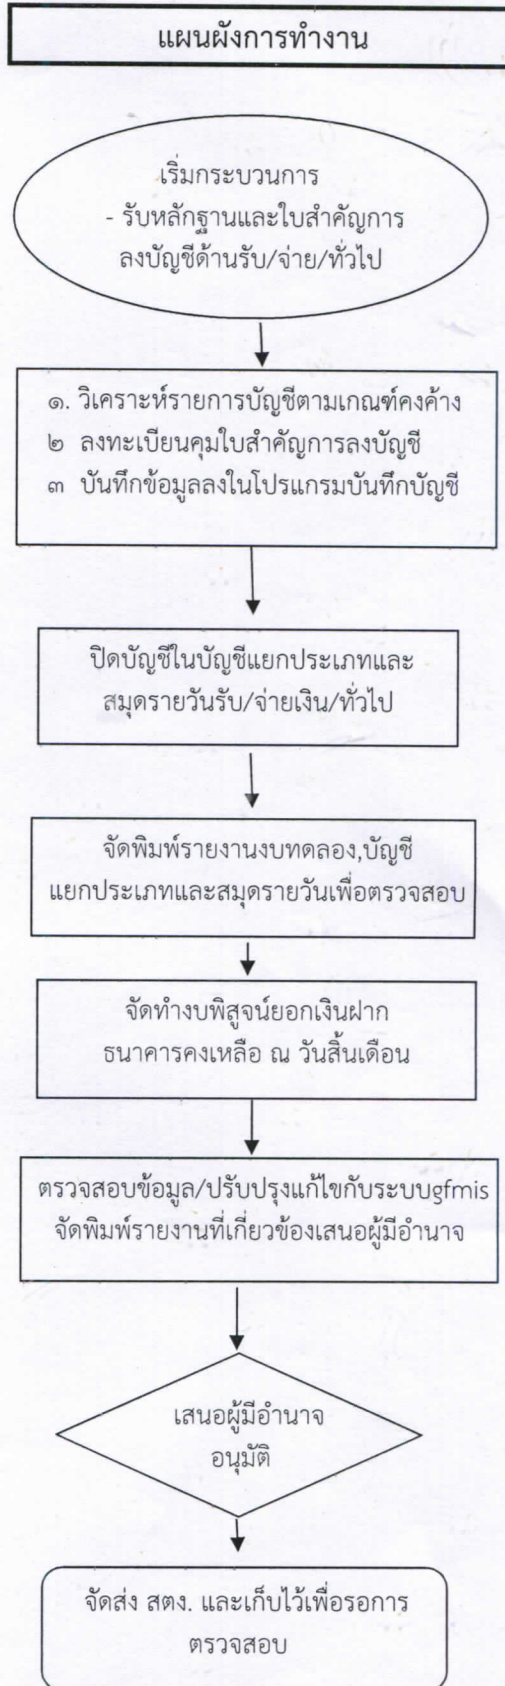 แผนผังการทำงาน
เริ่มกระบวนการ
- รับหลักฐานและใบสำคัญการ
ลงบัญชีด้านรับ/จ่าย/ทั่วไป
๑. วิเคราะห์รายการบัญชีตามเกณฑ์คงค้าง
๒ ลงทะเบียนคุมใบสำคัญการลงบัญชี
๓ บันทึกข้อมูลลงในโปรแกรมบันทึกบัญชี
ปิดบัญชีในบัญชีแยกประเภทและ
สมุดรายวันรับ/จ่ายเงิน/ทั่วไป
จัดพิมพ์รายงานงบทดลอง,บัญชี
แยกประเภทและสมุดรายวันเพื่อตรวจสอบ
จัดทำงบพิสูจน์ยอกเงินฝาก
ธนาคารคงเหลือ ณ วันสิ้นเดือน
ตรวจสอบข้อมูล/ปรับปรุงแก้ไขกับระบบgfmis
จัดพิมพ์รายงานที่เกี่ยวข้องเสนอผู้มีอำนาจ
เสนอผู้มีอำนาจ
อนุมัติ
จัดส่ง สตง. และเก็บไว้เพื่อรอการ
ตรวจสอบ